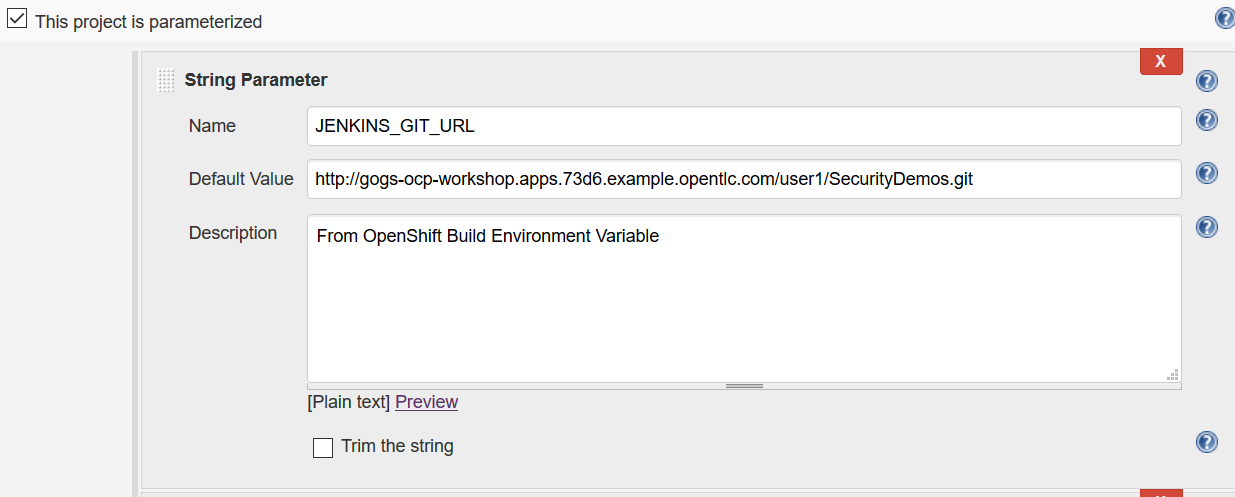 This project is parameterized
X
String Parameter
Name
JENKINS_GIT_URL
Default Value
http://gogs-ocp-workshop.apps.73d6.example.opentlc.com/user1/SecurityDemos.git
Description
From OpenShift Build Environment Variable
[Plain text] Preview
Trim the string